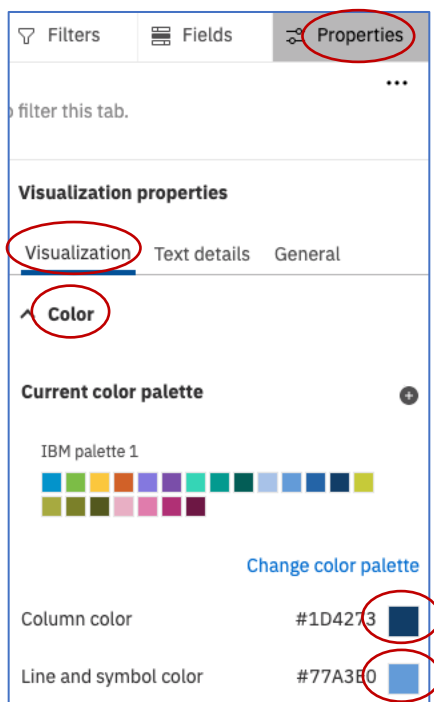 Filters Fields Properties
filter this tab.
Visualization properties
Visualization Text details General
Color
Current color palette
IBM palette 1
Change color palette
Column color #1D4273
Line and symbol color #77A3E0